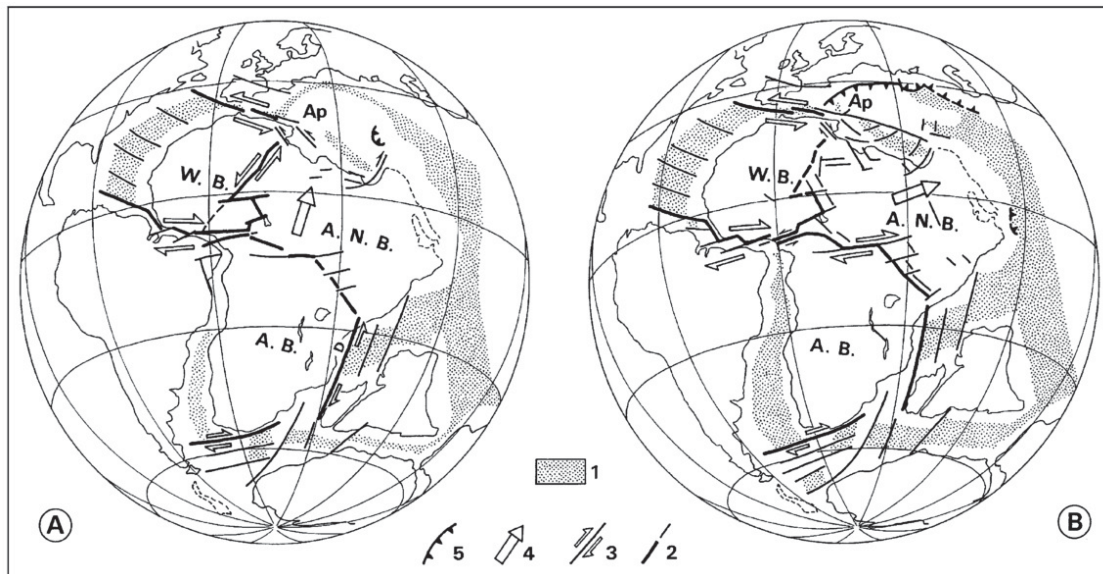 Ap
W. B.
A. N. B.
A. B.
D
A
Ap
W. B.
A. N. B.
A. B.
B
1
5 4 3 2